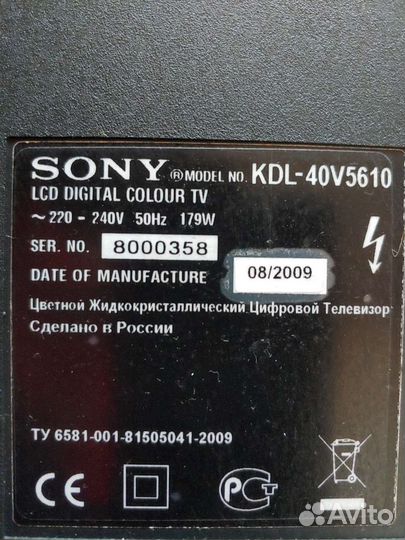 SONY ® MODEL NO. KDL-40V5610
LCD DIGITAL COLOUR TV
~ 220 - 240V 50Hz 179W
SER. NO. 8000358
DATE OF MANUFACTURE 08/2009
Цветной Жидкокристаллический Цифровой Телевизор
Сделано в России
ТУ 6581-001-81505041-2009
CE РСТ
Avito